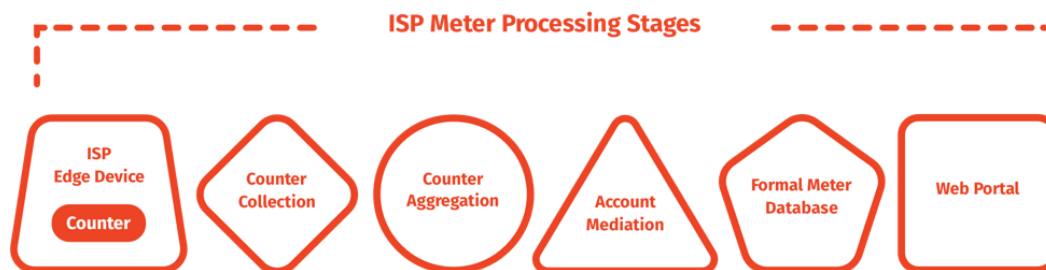 ISP Meter Processing Stages
ISP
Edge Device
Counter
Counter
Collection
Counter
Aggregation
Account
Mediation
Formal Meter
Database
Web Portal